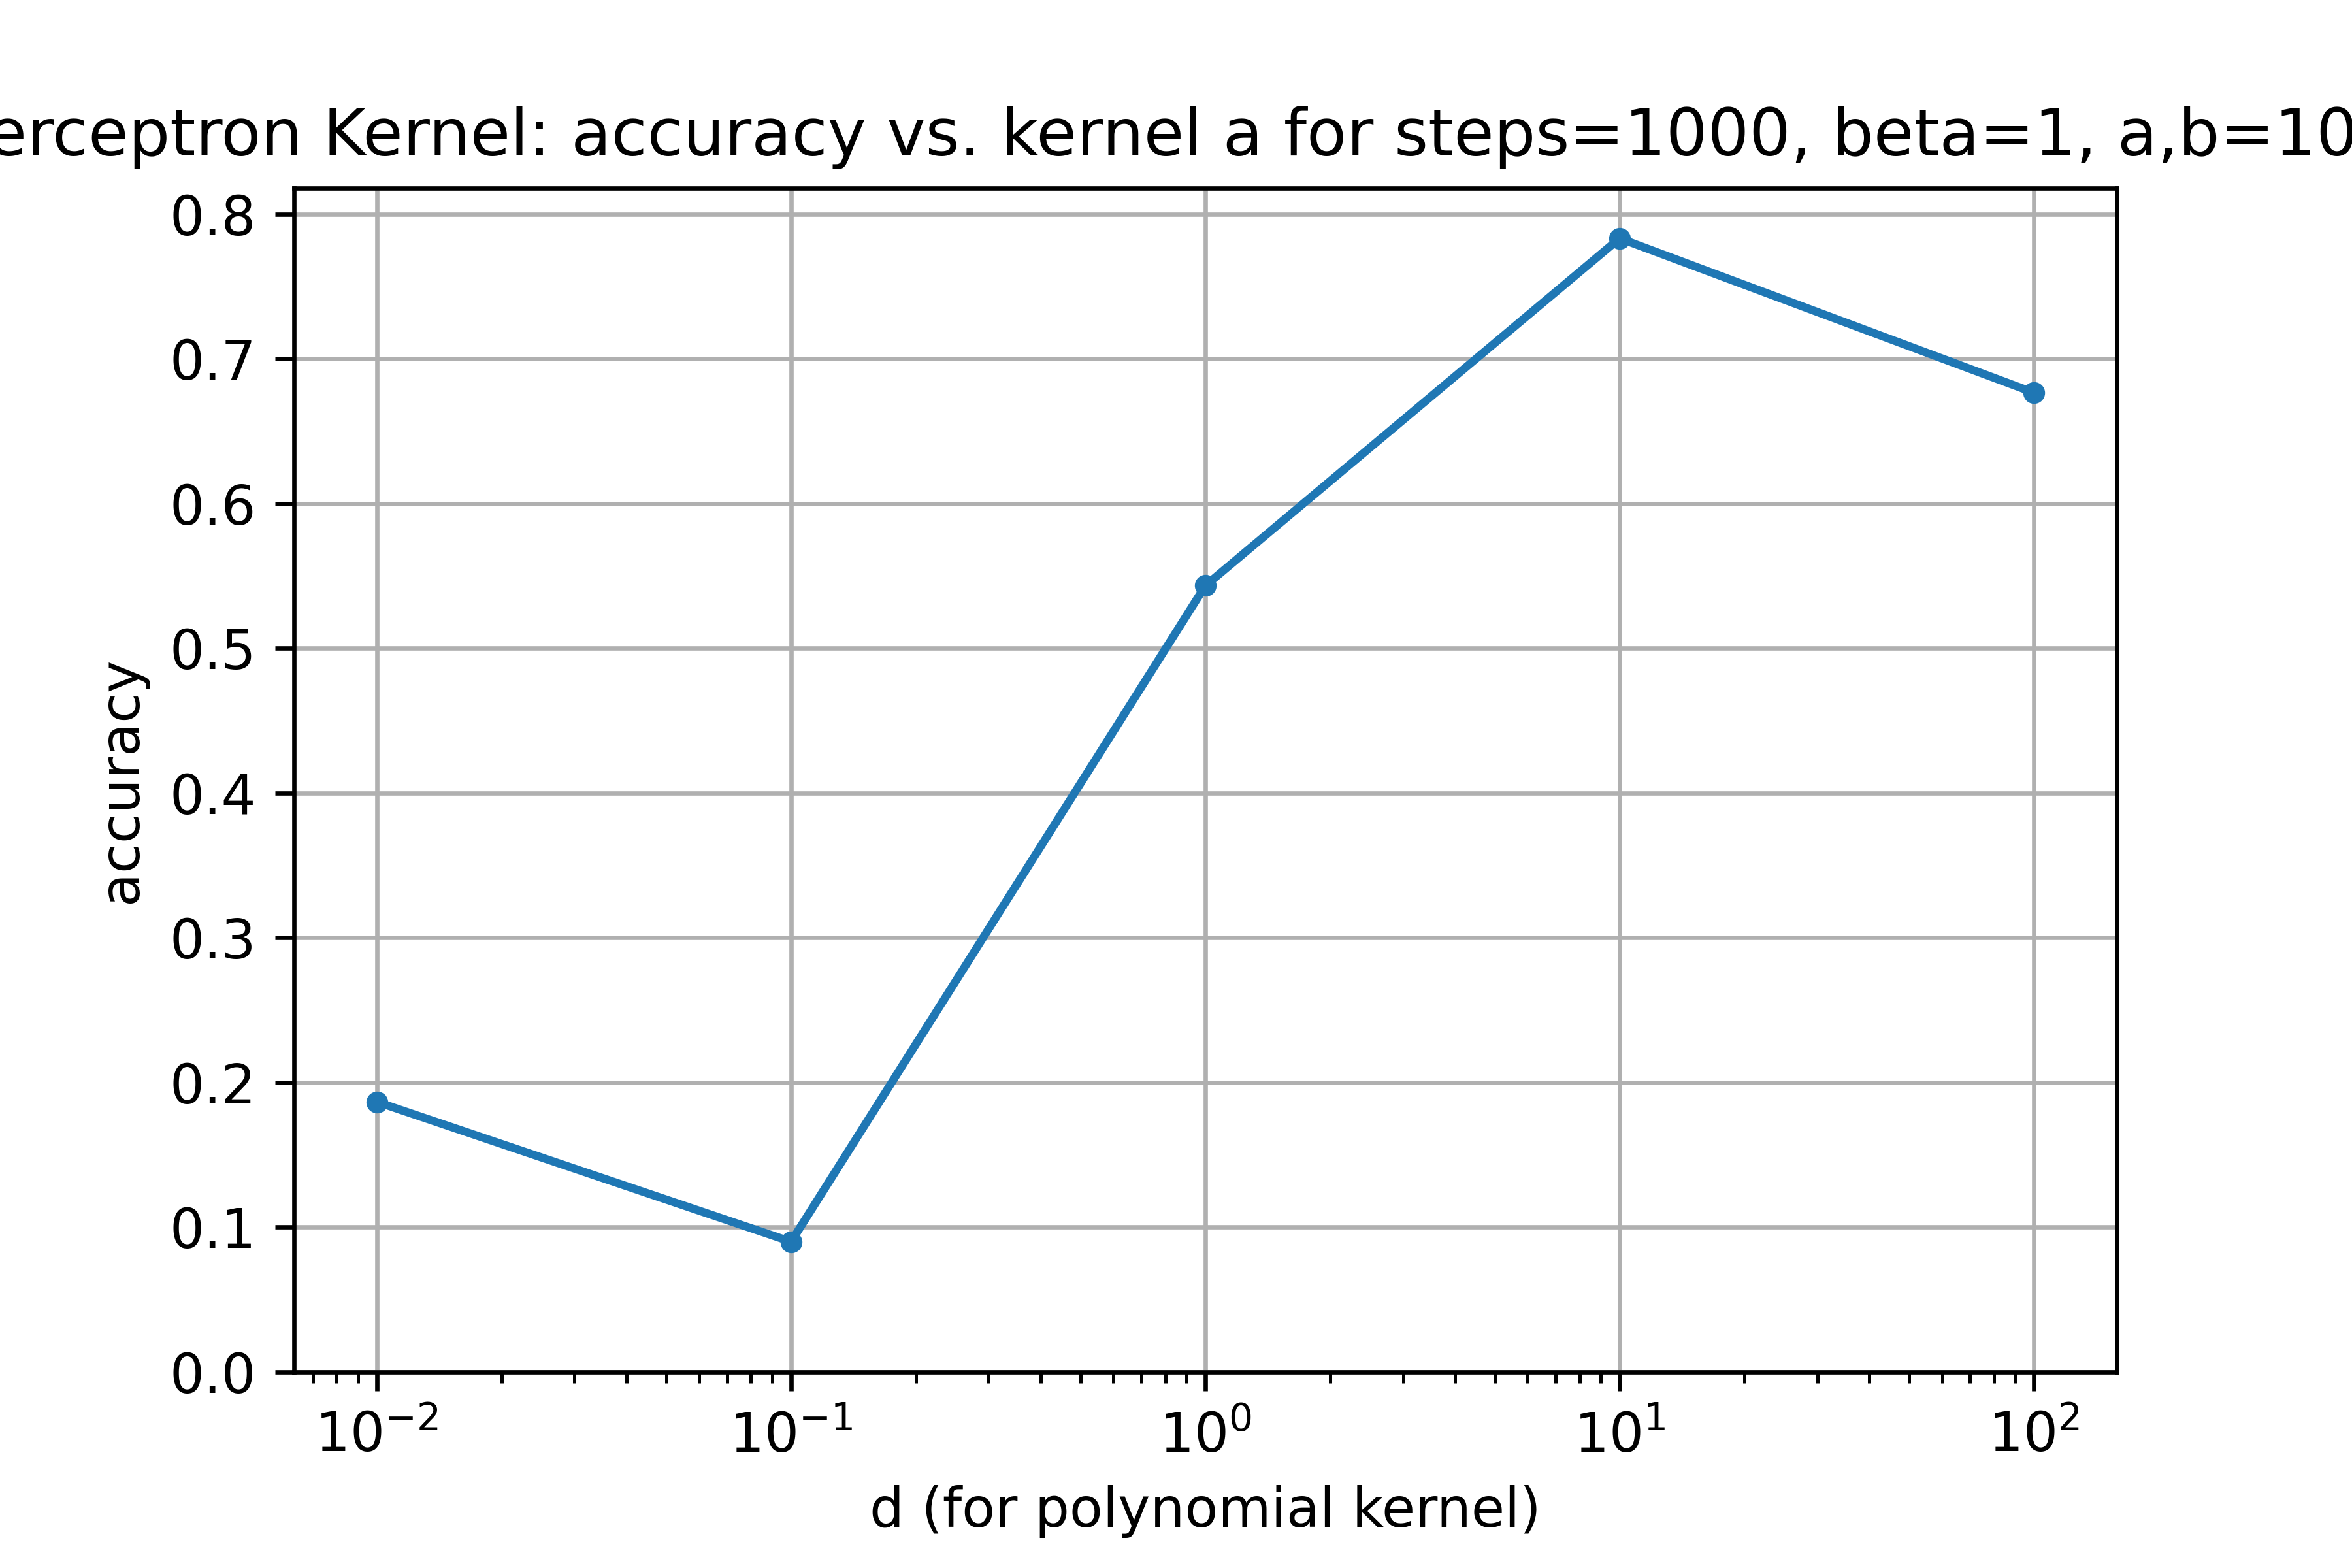 erceptron Kernel: accuracy vs. kernel a for steps=1000, beta=1, a,b=10
0.8
0.7
0.6
0.5
0.4
0.3
0.2
0.1
0.0
accuracy
10⁻² 10⁻¹ 10⁰ 10¹ 10²
d (for polynomial kernel)